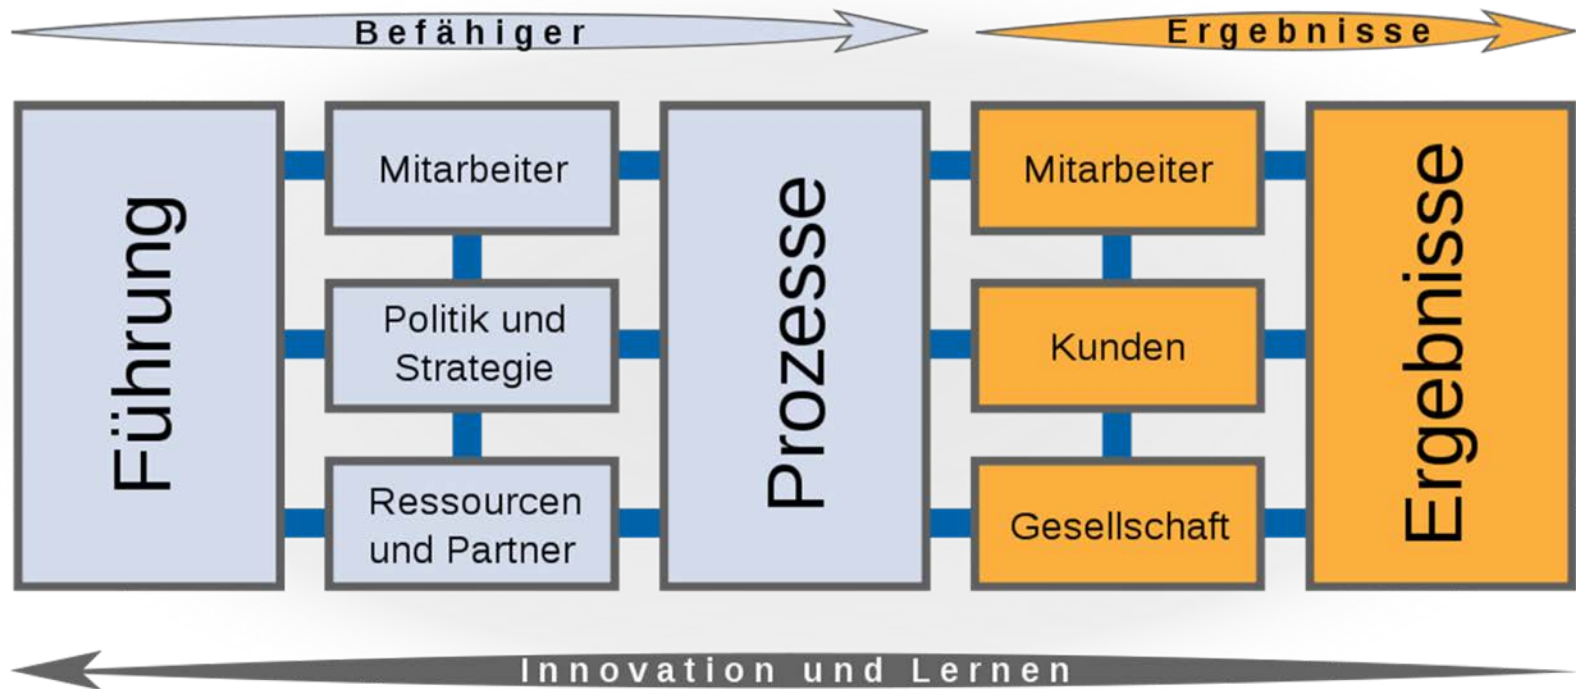 Befähiger
Ergebnisse
Führung
Mitarbeiter
Politik und
Strategie
Ressourcen
und Partner
Prozesse
Mitarbeiter
Kunden
Gesellschaft
Ergebnisse
Innovation und Lernen